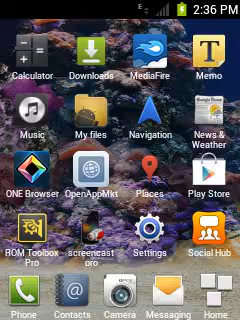 E
2:36 PM
Calculator
Downloads
MediaFire
Memo
Music
My files
Navigation
News &
Weather
ONE Browser
OpenAppMkt
Places
Play Store
ROM Toolbox
Pro
screencast
pro
Settings
Social Hub
Phone
Contacts
Camera
Messaging
Home